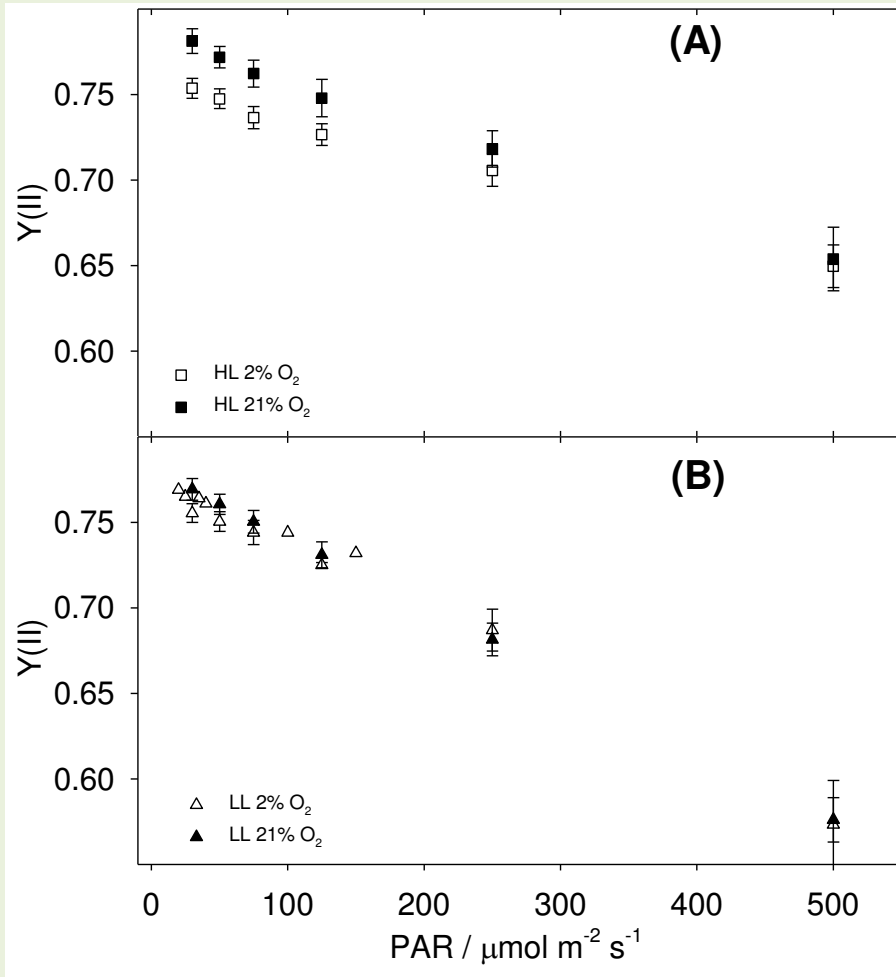 (A)
0.75
0.70
0.65
0.60
Y(II)
HL 2% O₂
HL 21% O₂
(B)
0.75
0.70
0.65
0.60
Y(II)
LL 2% O₂
LL 21% O₂
0 100 200 300 400 500
PAR / μmol m⁻² s⁻¹